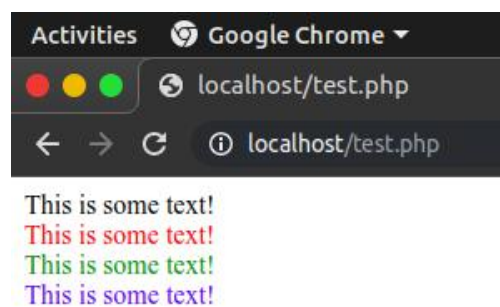 Activities Google Chrome
localhost/test.php
localhost/test.php
This is some text!
This is some text!
This is some text!
This is some text!